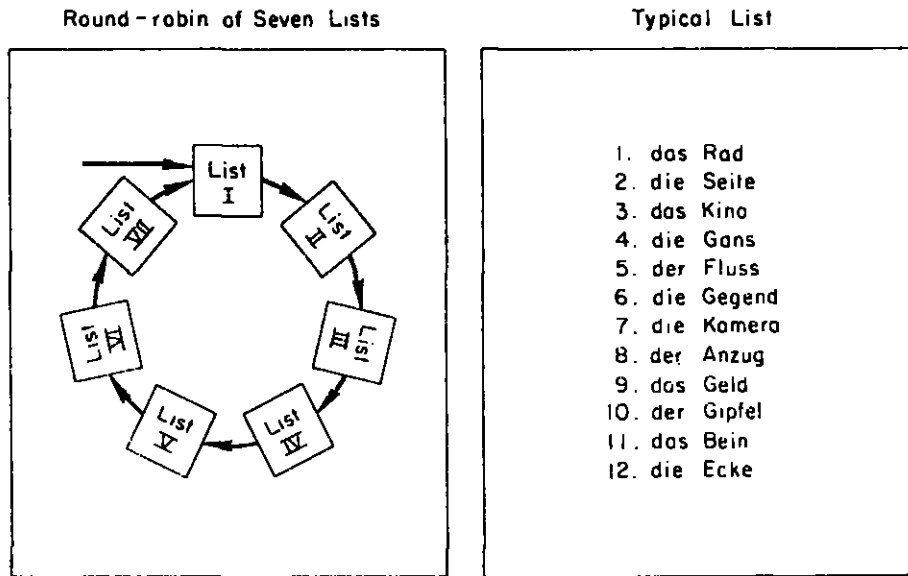 Round-robin of Seven Lists
Typical List
List
I
List
II
List
III
List
IV
List
V
List
VI
List
VII
1. das Rad
2. die Seite
3. das Kino
4. die Gans
5. der Fluss
6. die Gegend
7. die Kamera
8. der Anzug
9. das Geld
10. der Gipfel
11. das Bein
12. die Ecke